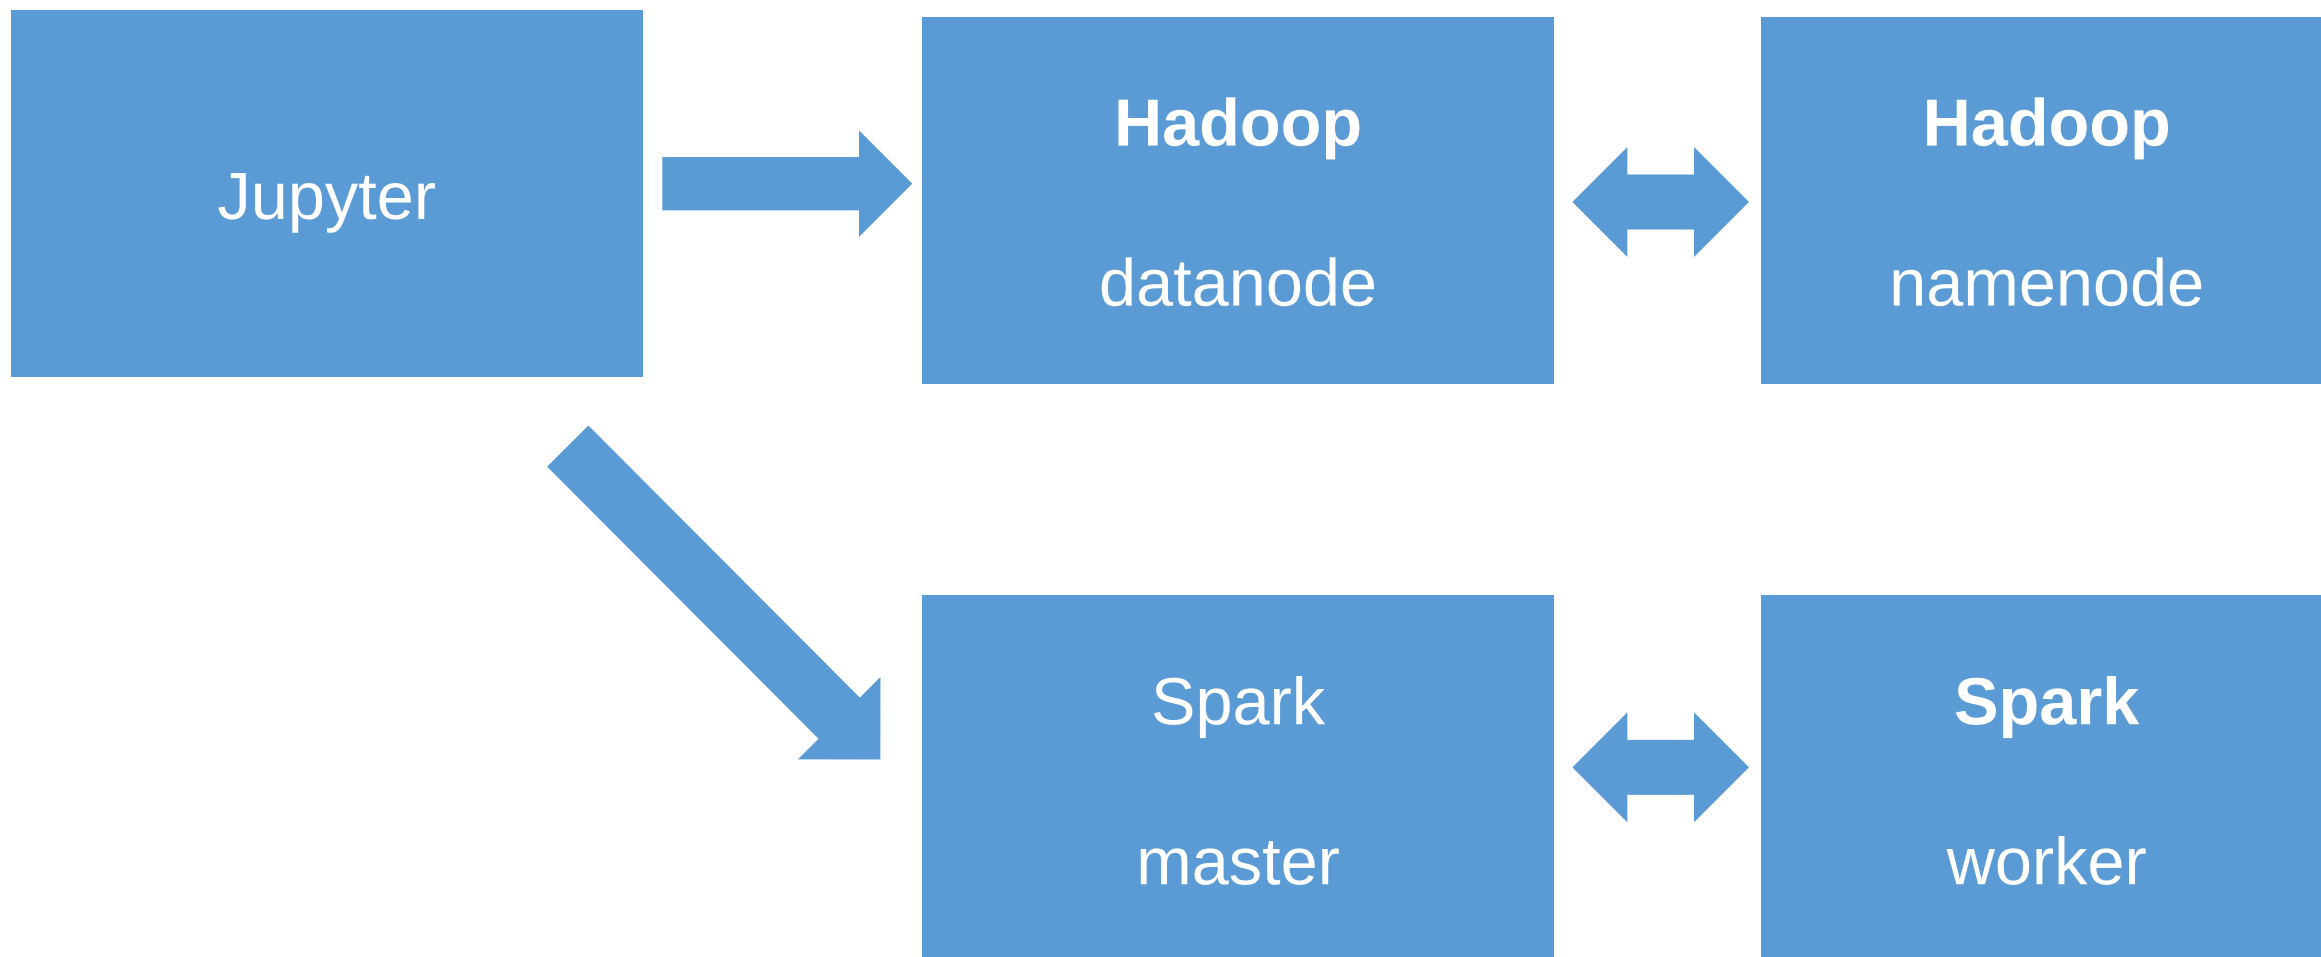 Jupyter
Hadoop
datanode
Hadoop
namenode
Spark
master
Spark
worker